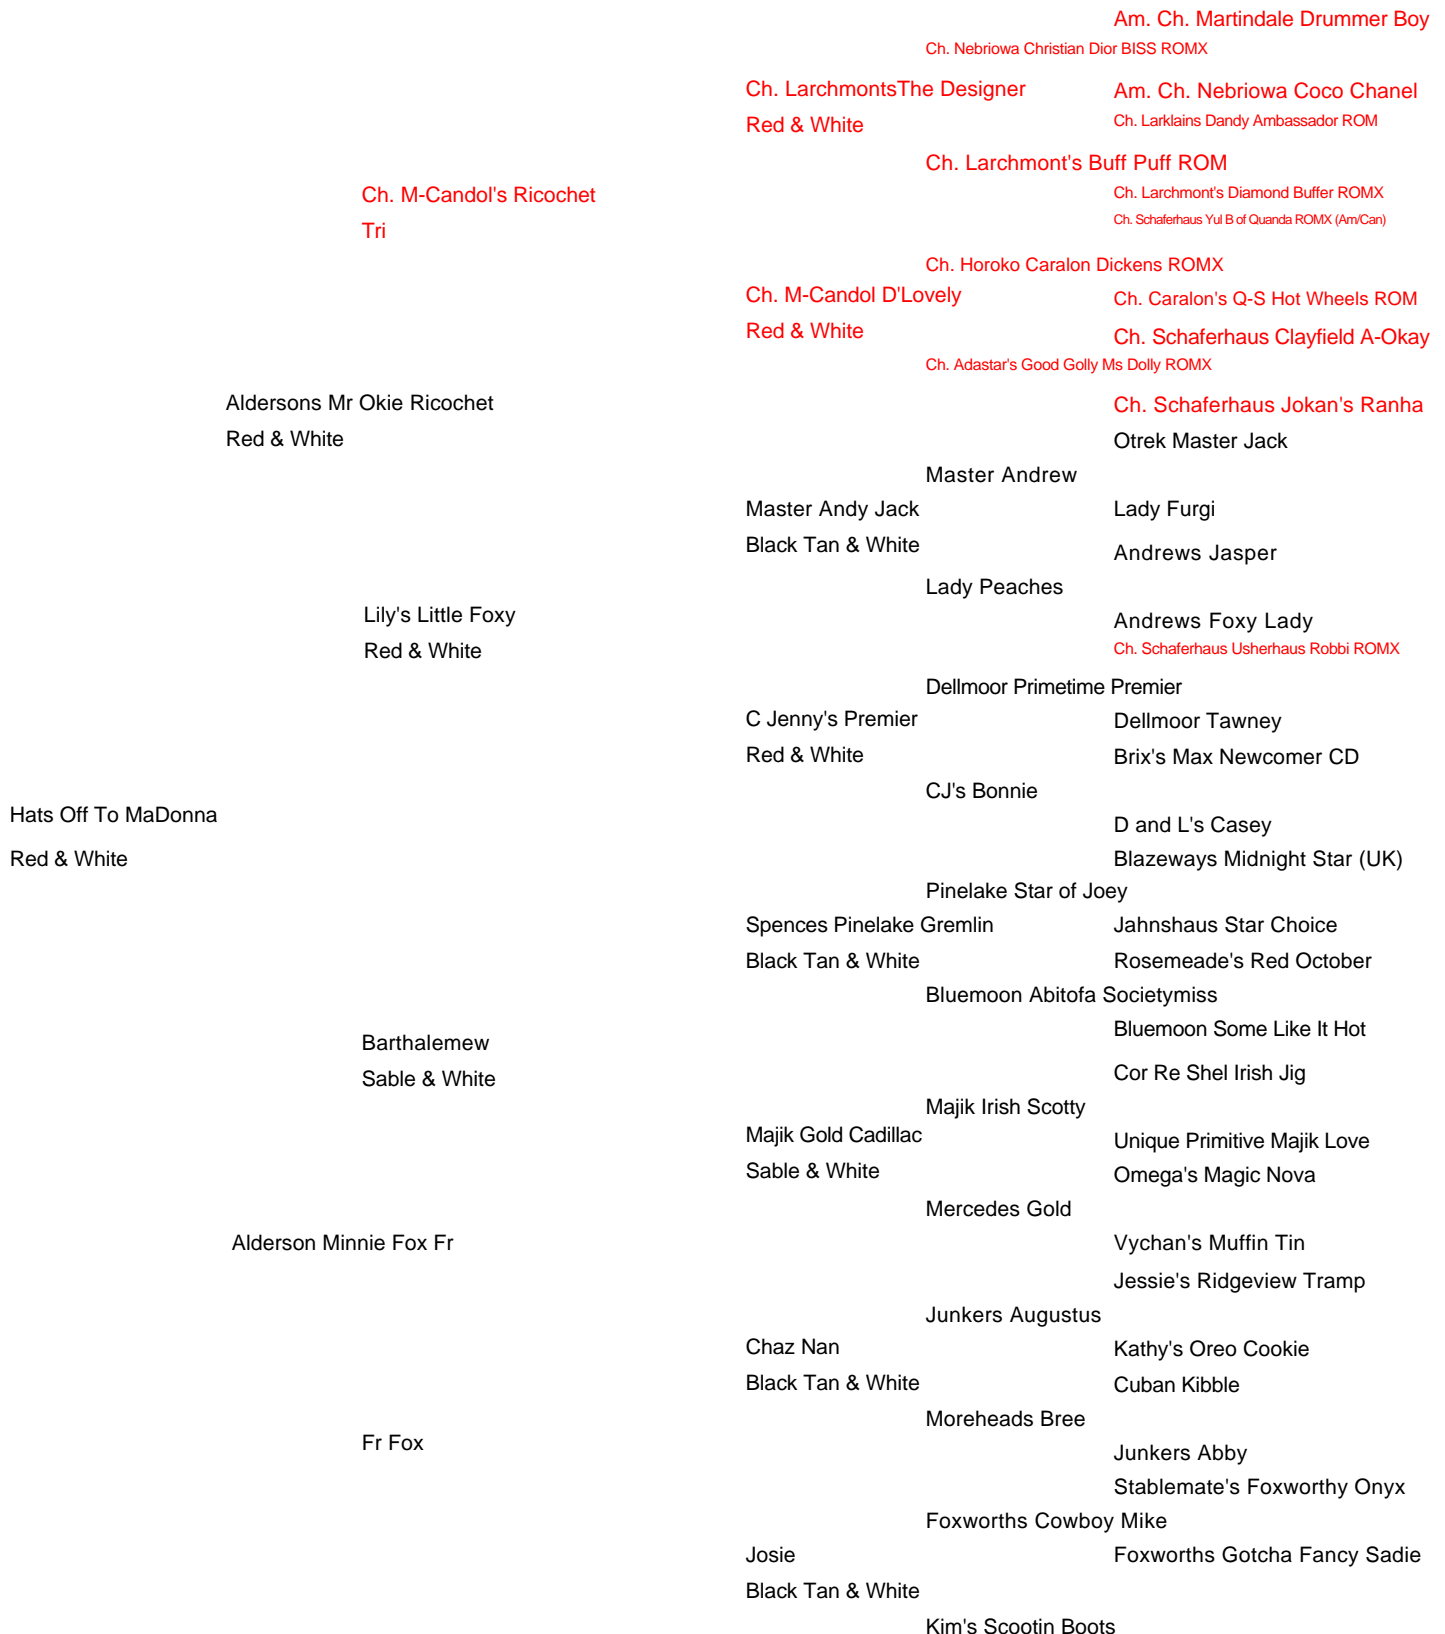 Am. Ch. Martindale Drummer Boy
Ch. Nebriowa Christian Dior BISS ROMX
Ch. LarchmontsThe Designer
Am. Ch. Nebriowa Coco Chanel
Red & White
Ch. Larklains Dandy Ambassador ROM
Ch. Larchmont's Buff Puff ROM
Ch. M-Candol's Ricochet
Ch. Larchmont's Diamond Buffer ROMX
Tri
Ch. Schaferhaus Yul B of Quanda ROMX (Am/Can)
Ch. Horoko Caralon Dickens ROMX
Ch. M-Candol D'Lovely
Ch. Caralon's Q-S Hot Wheels ROM
Red & White
Ch. Schaferhaus Clayfield A-Okay
Ch. Adastar's Good Golly Ms Dolly ROMX
Aldersons Mr Okie Ricochet
Ch. Schaferhaus Jokan's Ranha
Red & White
Otrek Master Jack
Master Andrew
Master Andy Jack
Lady Furgi
Black Tan & White
Andrews Jasper
Lady Peaches
Lily's Little Foxy
Andrews Foxy Lady
Red & White
Ch. Schaferhaus Usherhaus Robbi ROMX
Dellmoor Primetime Premier
C Jenny's Premier
Dellmoor Tawney
Red & White
Brix's Max Newcomer CD
CJ's Bonnie
Hats Off To MaDonna
D and L's Casey
Red & White
Blazeways Midnight Star (UK)
Pinelake Star of Joey
Spences Pinelake Gremlin
Jahnshaus Star Choice
Black Tan & White
Rosemeade's Red October
Bluemoon Abitofa Societymiss
Barthalemew
Bluemoon Some Like It Hot
Sable & White
Cor Re Shel Irish Jig
Majik Irish Scotty
Majik Gold Cadillac
Unique Primitive Majik Love
Sable & White
Omega's Magic Nova
Mercedes Gold
Alderson Minnie Fox Fr
Vychan's Muffin Tin
Jessie's Ridgeview Tramp
Junkers Augustus
Chaz Nan
Kathy's Oreo Cookie
Black Tan & White
Cuban Kibble
Moreheads Bree
Fr Fox
Junkers Abby
Stablemate's Foxworthy Onyx
Foxworths Cowboy Mike
Josie
Foxworths Gotcha Fancy Sadie
Black Tan & White
Kim's Scootin Boots